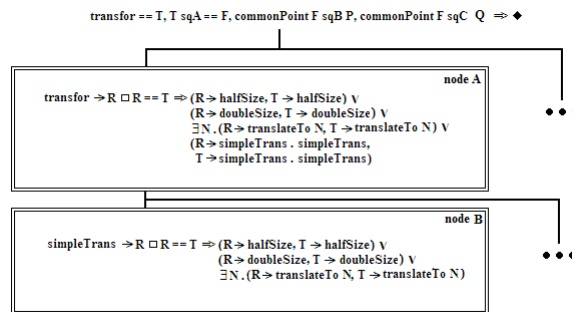 transfor == T, T sqA == F, commonPoint F sqB P, commonPoint F sqC Q ⇒ ◆
node A
transfor → R □ R == T ⇒ (R → halfSize, T → halfSize) ∨
(R → doubleSize, T → doubleSize) ∨
∃ N . (R → translateTo N, T → translateTo N) ∨
(R → simpleTrans . simpleTrans,
T → simpleTrans . simpleTrans)
node B
simpleTrans → R □ R == T ⇒ (R → halfSize, T → halfSize) ∨
(R → doubleSize, T → doubleSize) ∨
∃ N . (R → translateTo N, T → translateTo N)